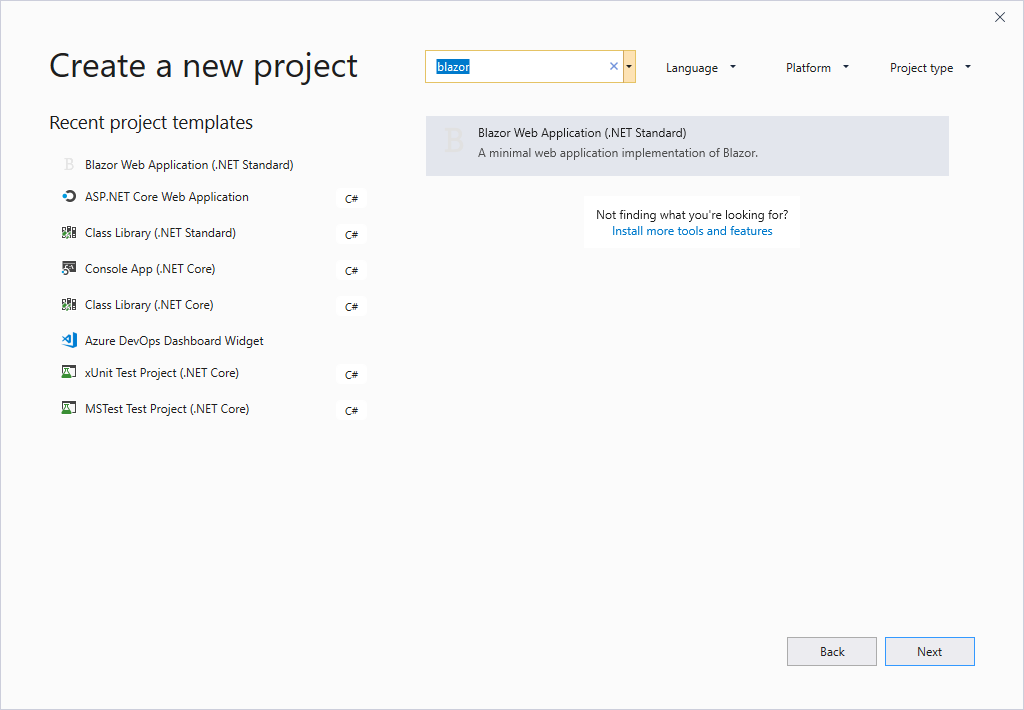 Create a new project
blazor
Language
Platform
Project type
Recent project templates
B Blazor Web Application (.NET Standard)
ASP.NET Core Web Application C#
Class Library (.NET Standard) C#
Console App (.NET Core) C#
Class Library (.NET Core) C#
Azure DevOps Dashboard Widget
xUnit Test Project (.NET Core) C#
MSTest Test Project (.NET Core) C#
B Blazor Web Application (.NET Standard)
A minimal web application implementation of Blazor.
Not finding what you're looking for?
Install more tools and features
Back
Next